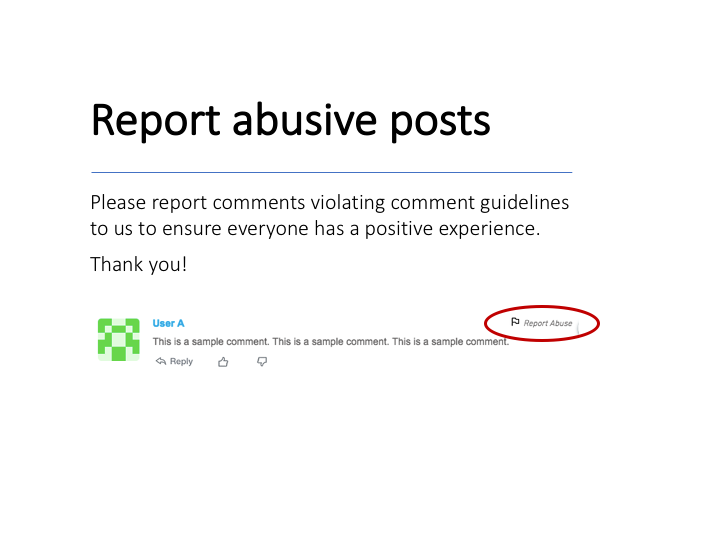 Report abusive posts
Please report comments violating comment guidelines
to us to ensure everyone has a positive experience.
Thank you!
User A
Report Abuse
This is a sample comment. This is a sample comment. This is a sample comment.
Reply